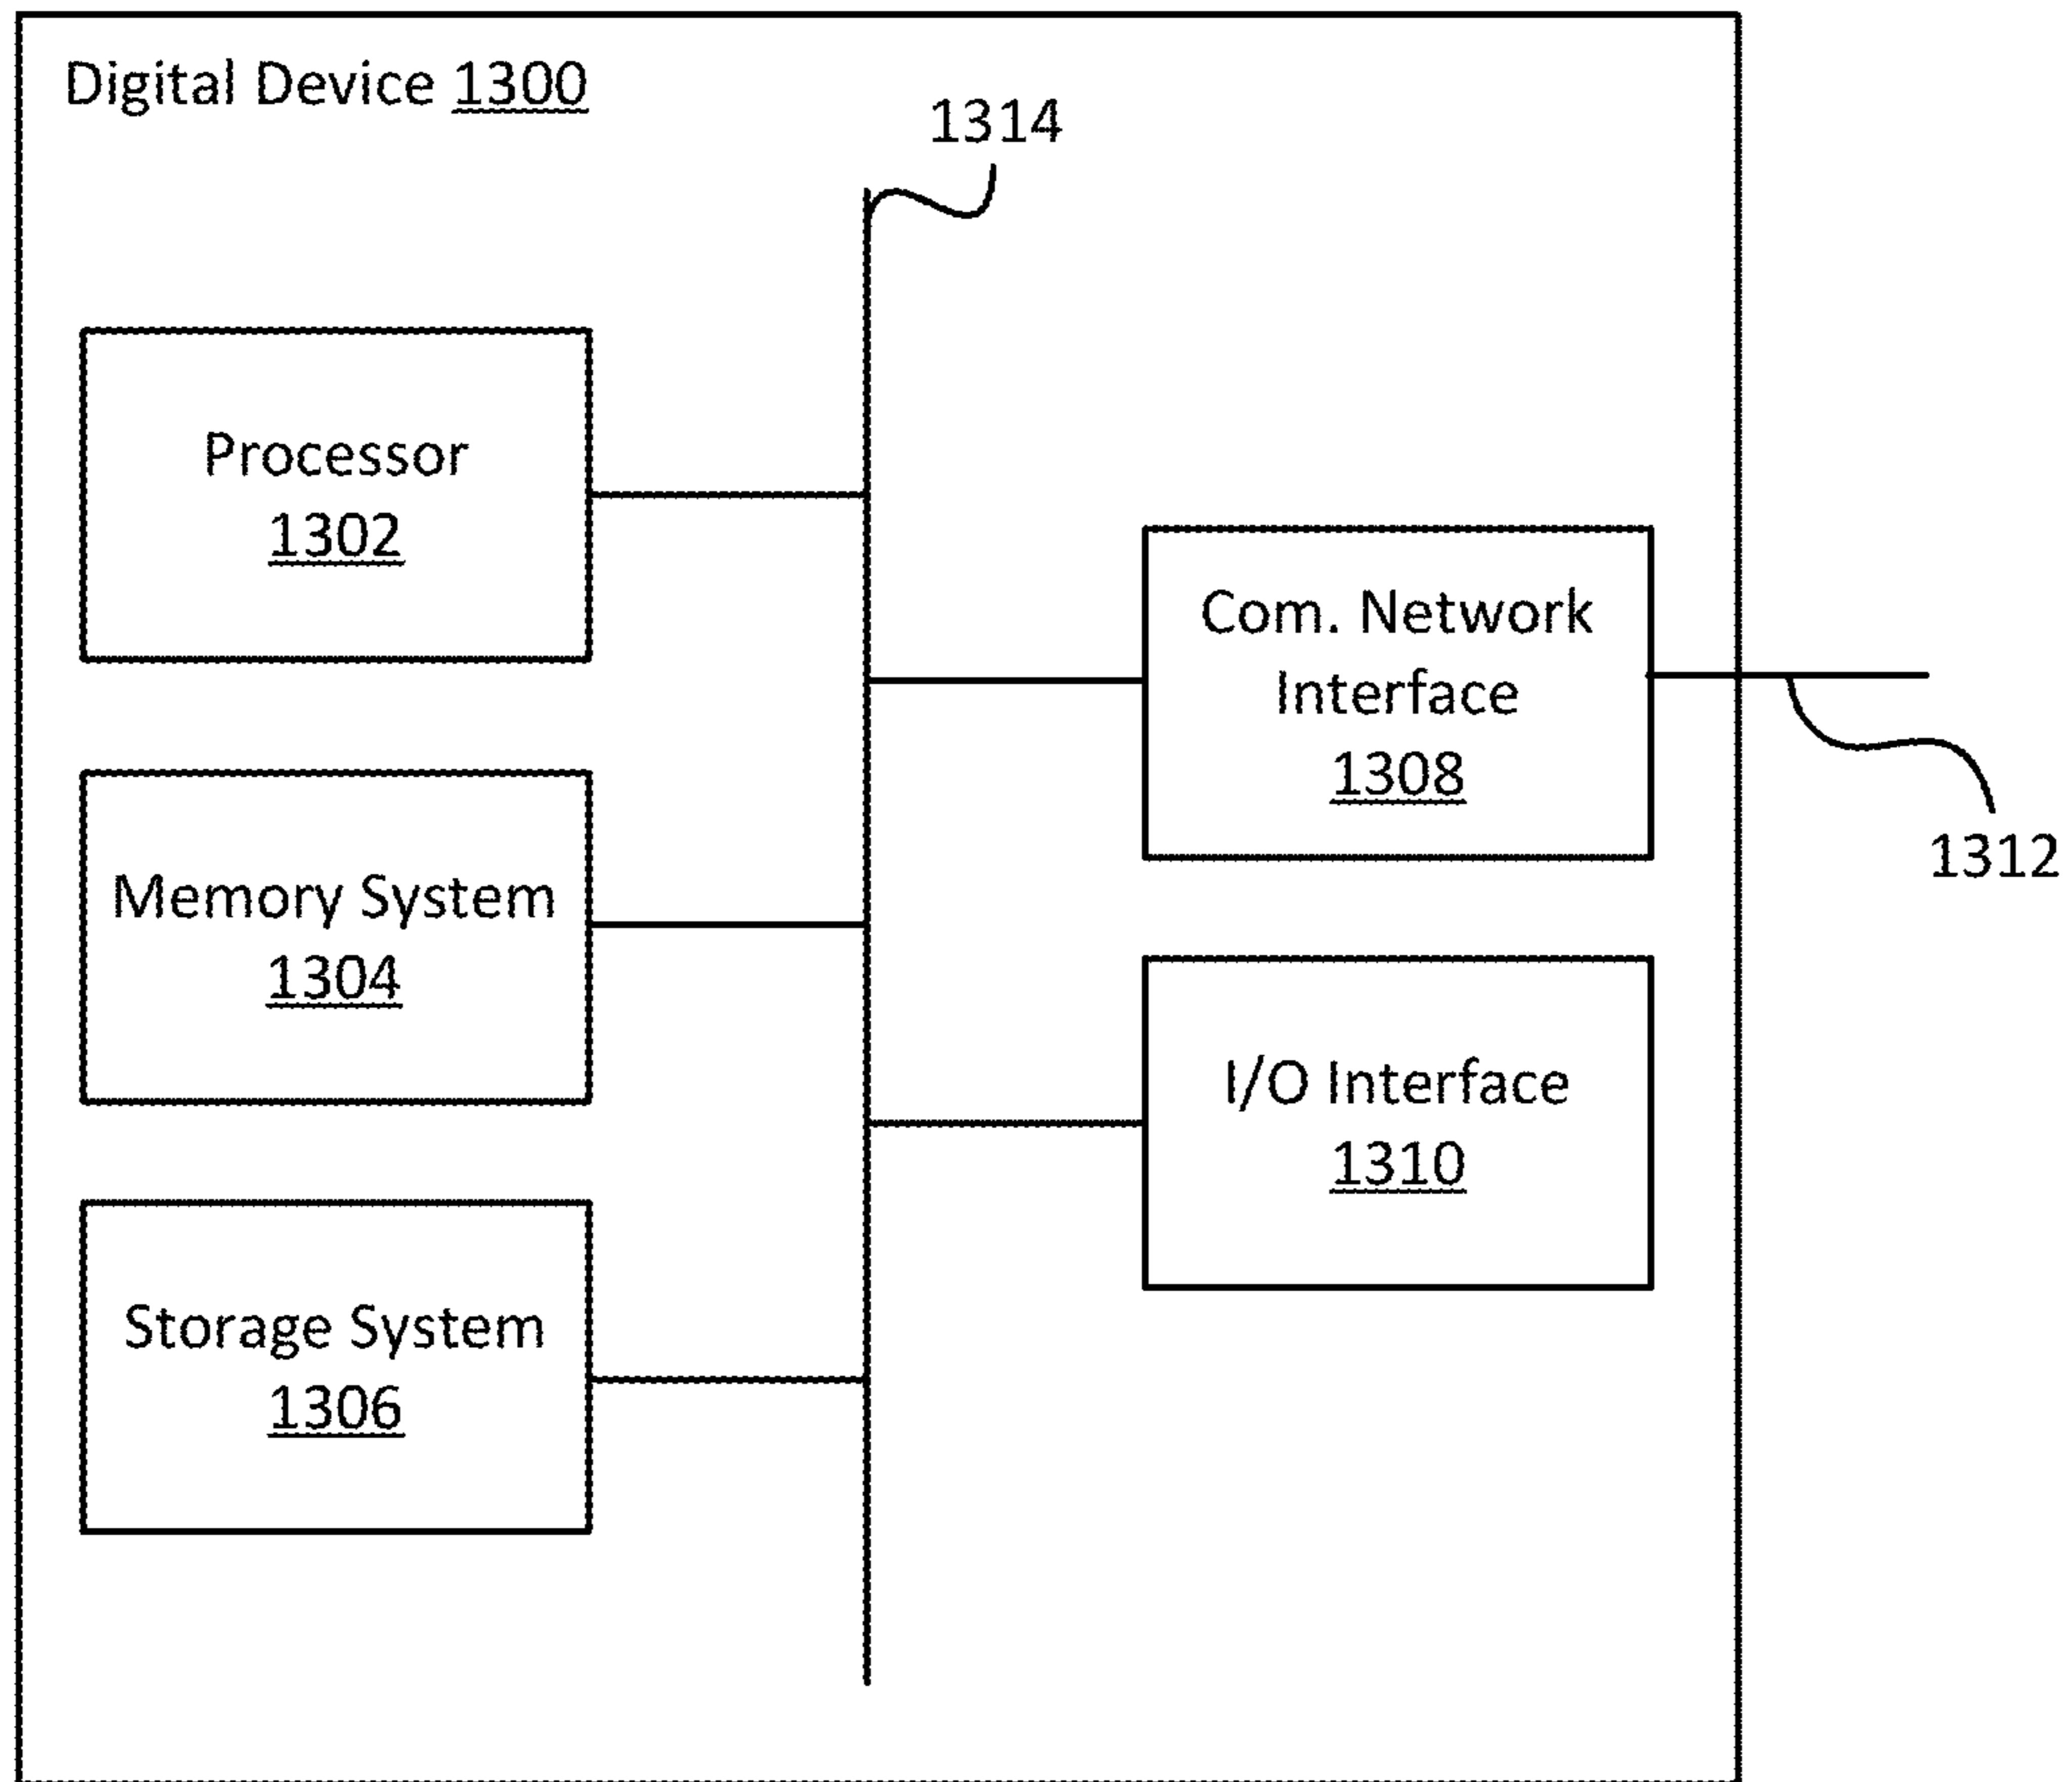 Digital Device 1300
1314
Processor
1302
Com. Network
Interface
1308
1312
Memory System
1304
I/O Interface
1310
Storage System
1306